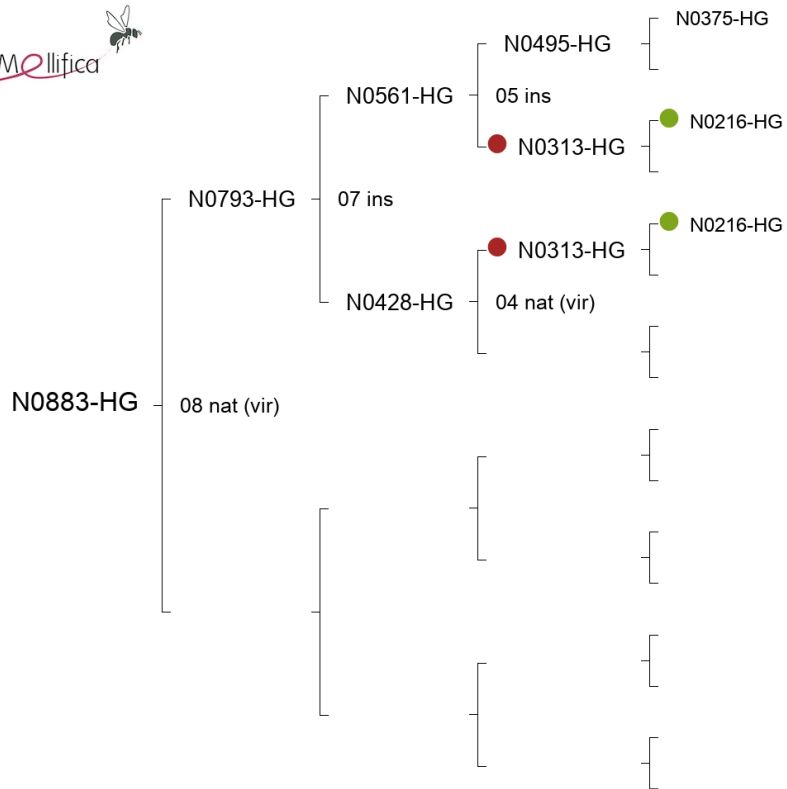 Mellifica
N0375-HG
N0495-HG
N0561-HG
05 ins
N0216-HG
N0313-HG
N0793-HG
07 ins
N0216-HG
N0313-HG
N0428-HG
04 nat (vir)
N0883-HG
08 nat (vir)